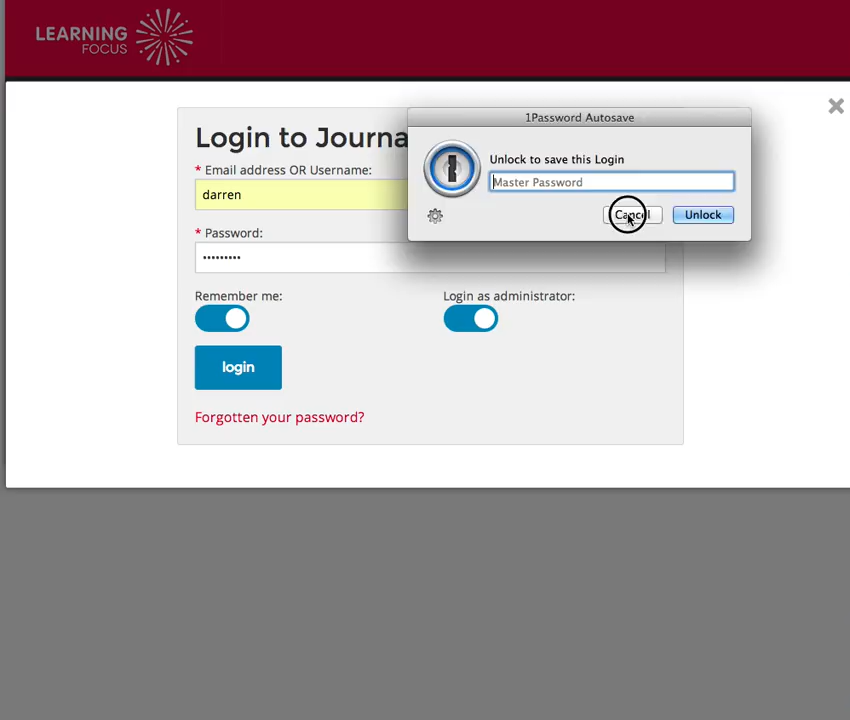 LEARNING
FOCUS
Login to Journa
* Email address OR Username:
darren
* Password:
•••••••••
Remember me:
Login as administrator:
login
Forgotten your password?
1Password Autosave
Unlock to save this Login
Master Password
Cancel
Unlock